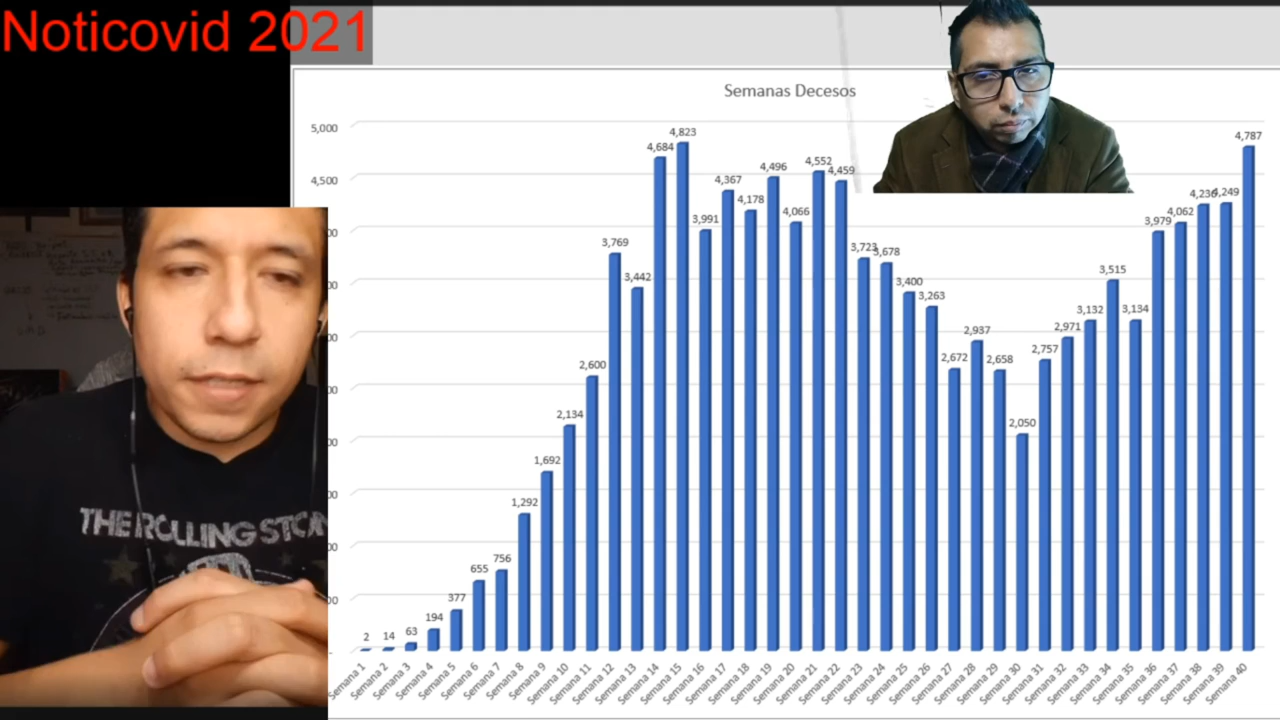 Noticovid 2021
Semanas Decesos
5,000
4,500
2
14
63
194
377
655
756
1,292
1,692
2,134
2,600
3,769
3,442
4,684
4,823
3,991
4,367
4,178
4,496
4,066
4,552
4,459
3,723
3,678
3,400
3,263
2,672
2,937
2,658
2,050
2,757
2,971
3,132
3,515
3,134
3,979
4,062
4,236
4,249
4,787
Semana 1
Semana 2
Semana 3
Semana 4
Semana 5
Semana 6
Semana 7
Semana 8
Semana 9
Semana 10
Semana 11
Semana 12
Semana 13
Semana 14
Semana 15
Semana 16
Semana 17
Semana 18
Semana 19
Semana 20
Semana 21
Semana 22
Semana 23
Semana 24
Semana 25
Semana 26
Semana 27
Semana 28
Semana 29
Semana 30
Semana 31
Semana 32
Semana 33
Semana 34
Semana 35
Semana 36
Semana 37
Semana 38
Semana 39
Semana 40
THE ROLLING STON